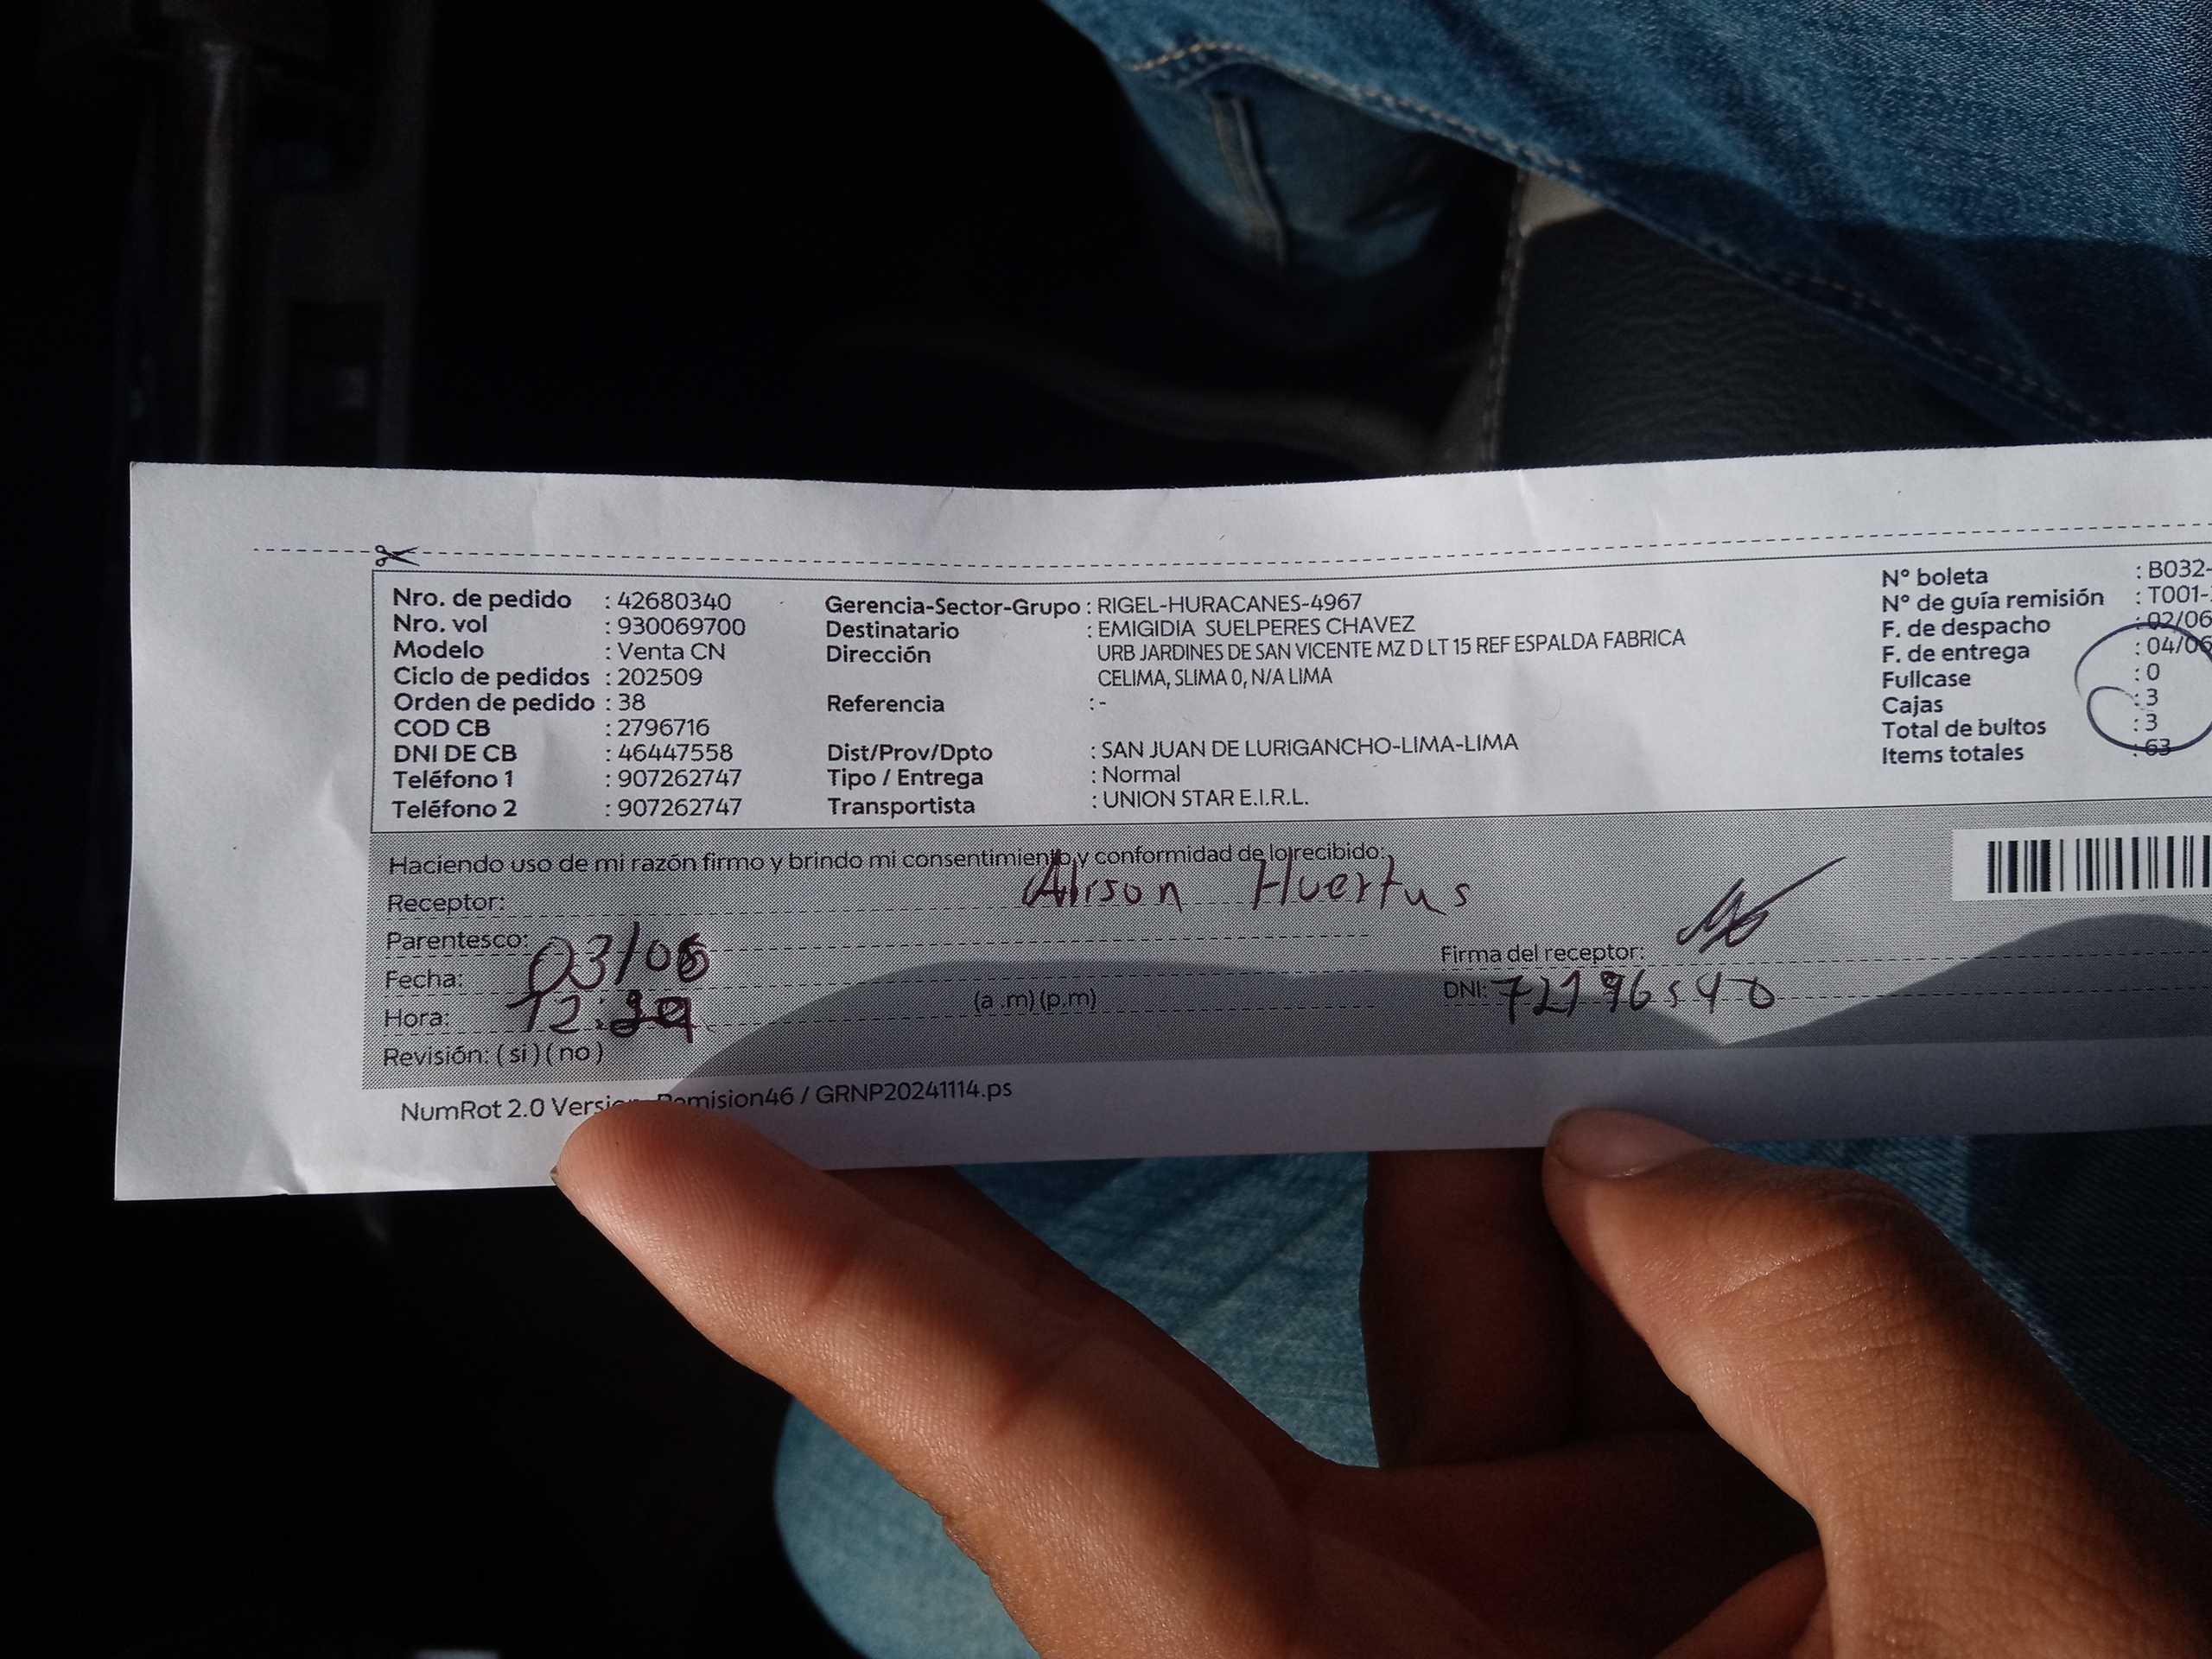 Nro. de pedido : 42680340
Nro. vol : 930069700
Modelo : Venta CN
Ciclo de pedidos : 202509
Orden de pedido : 38
COD CB : 2796716
DNI DE CB : 46447558
Teléfono 1 : 907262747
Teléfono 2 : 907262747
Gerencia-Sector-Grupo : RIGEL-HURACANES-4967
Destinatario : EMIGIDIA SUELPERES CHAVEZ
Dirección URB JARDINES DE SAN VICENTE MZ D LT 15 REF ESPALDA FABRICA
CELIMA, SLIMA 0, N/A LIMA
Referencia : -
Dist/Prov/Dpto : SAN JUAN DE LURIGANCHO-LIMA-LIMA
Tipo / Entrega : Normal
Transportista : UNION STAR E.I.R.L.
N° boleta : B032-
N° de guía remisión : T001-
F. de despacho : 02/06
F. de entrega : 04/06
Fullcase : 0
Cajas : 3
Total de bultos : 3
Items totales : 63
Haciendo uso de mi razón firmo y brindo mi consentimiento y conformidad de lo recibido:
Receptor: Alison Huertus
Parentesco:
Fecha: 03/06
Hora: 12: (a.m)(p.m)
Revisión: (si)(no)
Firma del receptor:
DNI: 72196540
NumRot 2.0 Remision46 / GRNP20241114.ps